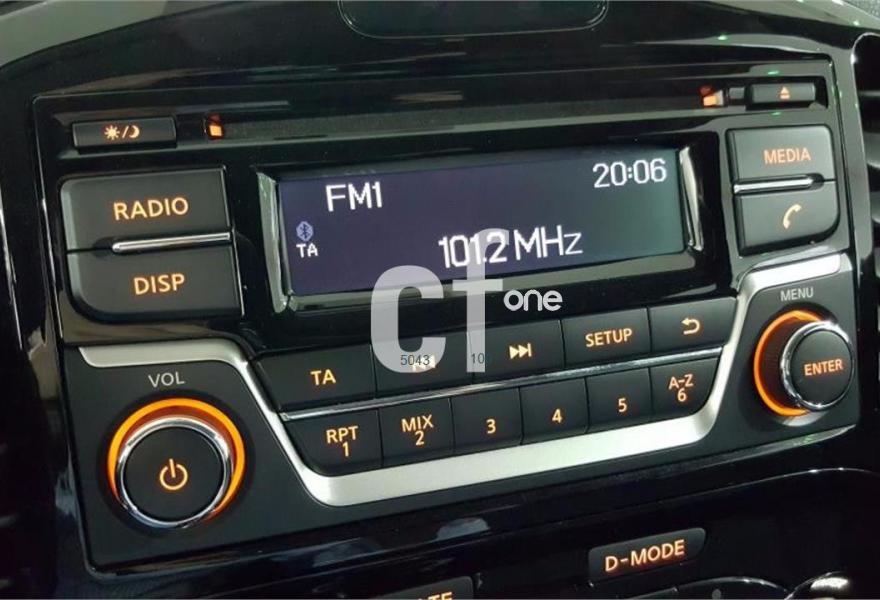 MEDIA
RADIO
FM1
20:06
TA
101.2 MHz
DISP
cf one
MENU
5043 10
SETUP
TA
VOL
ENTER
RPT
1
MIX
2
3
4
5
A-Z
6
D-MODE